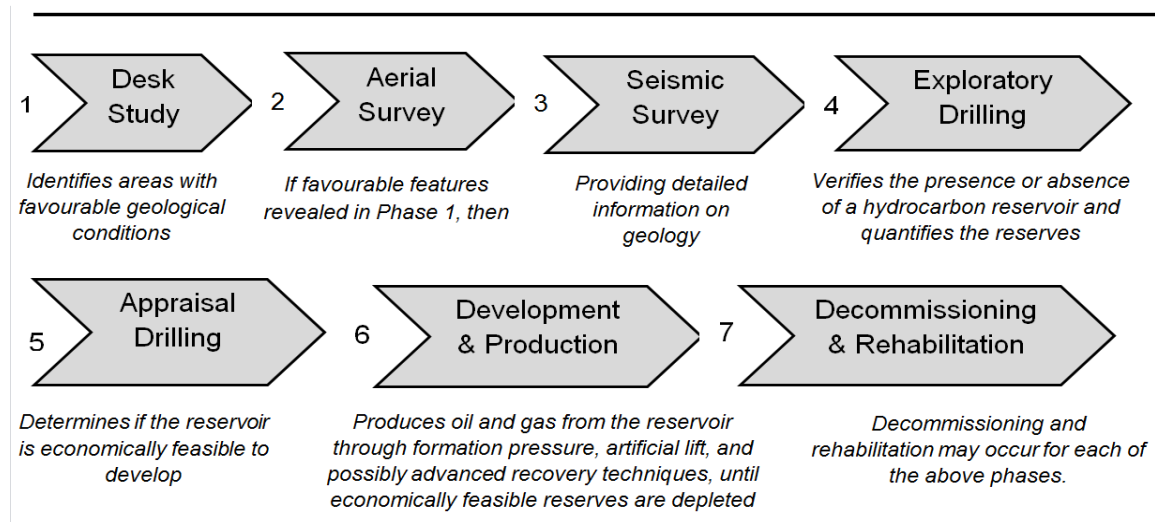 1
Desk
Study
2
Aerial
Survey
3
Seismic
Survey
4
Exploratory
Drilling
Identifies areas with
favourable geological
conditions
If favourable features
revealed in Phase 1, then
Providing detailed
information on
geology
Verifies the presence or absence
of a hydrocarbon reservoir and
quantifies the reserves
5
Appraisal
Drilling
6
Development
& Production
7
Decommissioning
& Rehabilitation
Determines if the reservoir
is economically feasible to
develop
Produces oil and gas from the reservoir
through formation pressure, artificial lift, and
possibly advanced recovery techniques, until
economically feasible reserves are depleted
Decommissioning and
rehabilitation may occur for each of
the above phases.